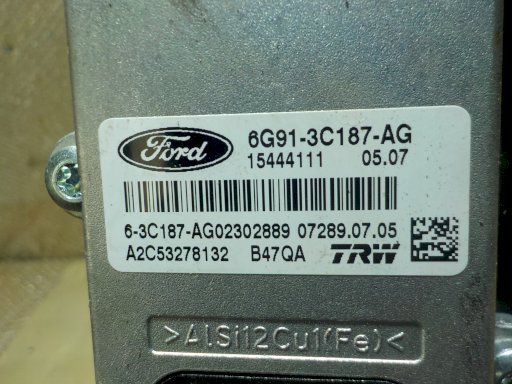 Ford 6G91-3C187-AG
15444111 05.07
6-3C187-AG02302889 07289.07.05
A2C53278132 B47QA TRW
>AlSi12Cu1(Fe)<